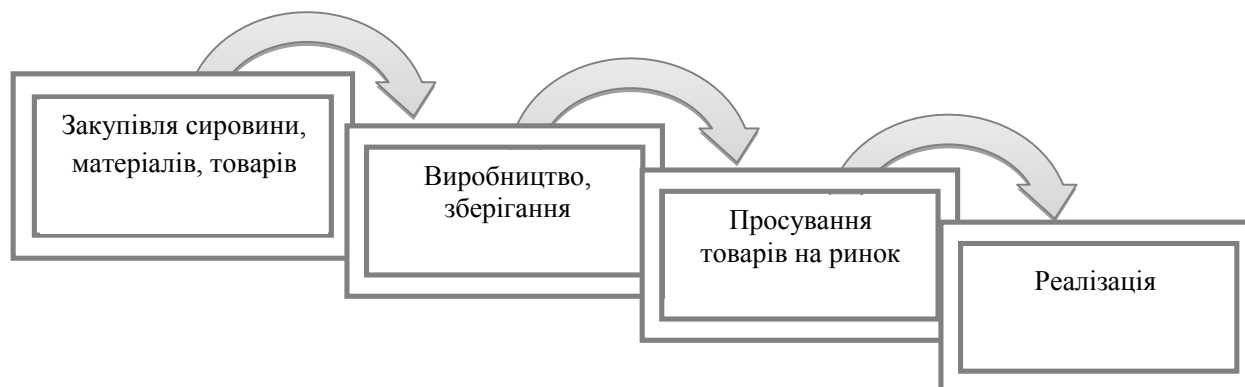 Закупівля сировини,
матеріалів, товарів
Виробництво,
зберігання
Просування
товарів на ринок
Реалізація